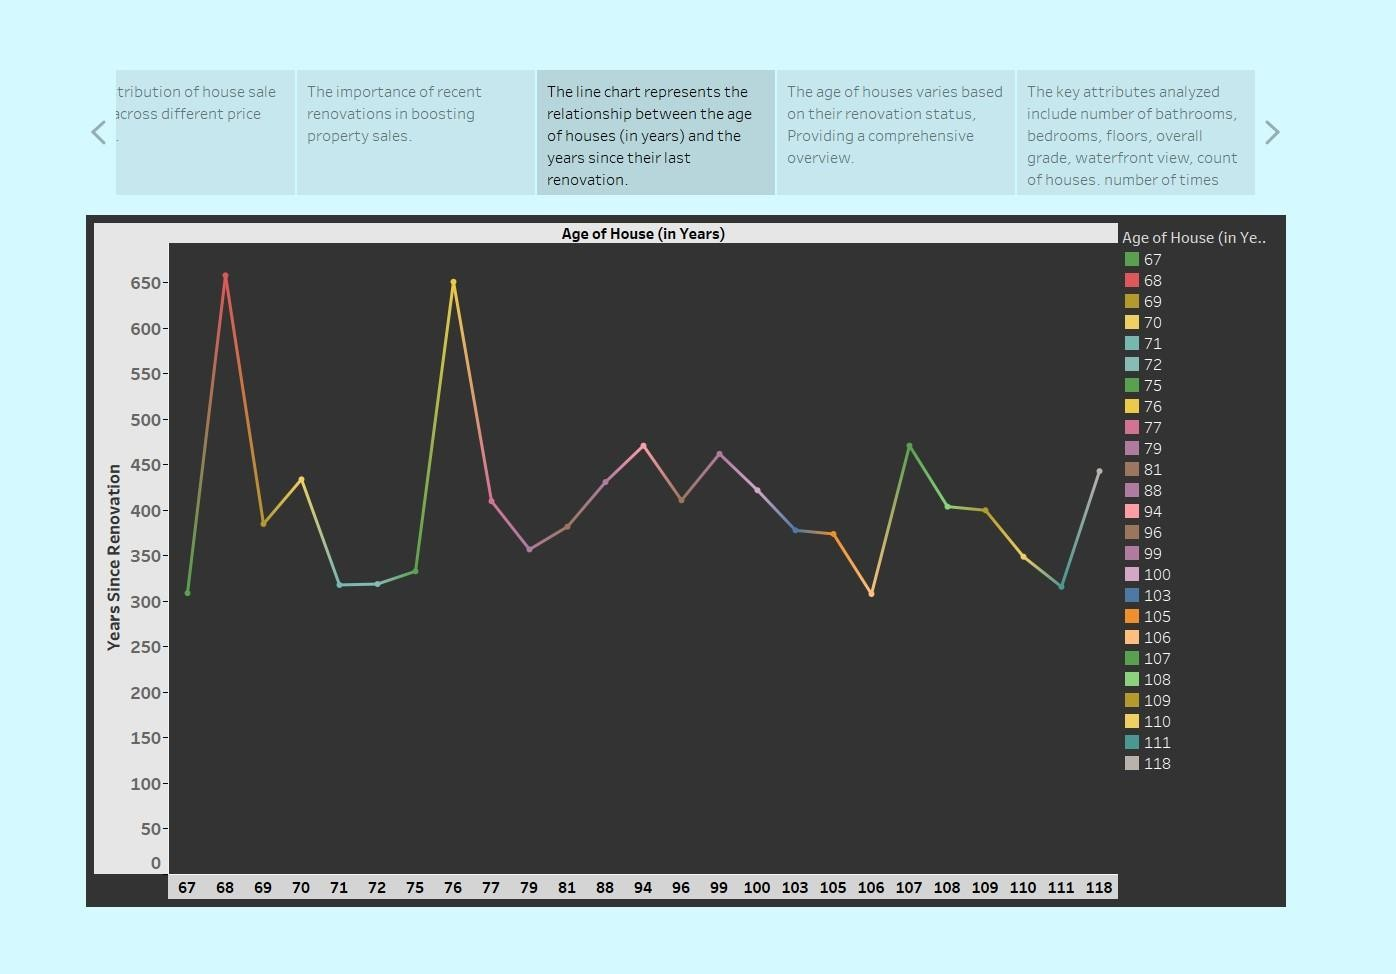 tribution of house sale
across different price
.
The importance of recent
renovations in boosting
property sales.
The line chart represents the
relationship between the age
of houses (in years) and the
years since their last
renovation.
The age of houses varies based
on their renovation status,
Providing a comprehensive
overview.
The key attributes analyzed
include number of bathrooms,
bedrooms, floors, overall
grade, waterfront view, count
of houses. number of times
Age of House (in Years)
Years Since Renovation
650
600
550
500
450
400
350
300
250
200
150
100
50
0
67 68 69 70 71 72 75 76 77 79 81 88 94 96 99 100 103 105 106 107 108 109 110 111 118
Age of House (in Ye..
67
68
69
70
71
72
75
76
77
79
81
88
94
96
99
100
103
105
106
107
108
109
110
111
118